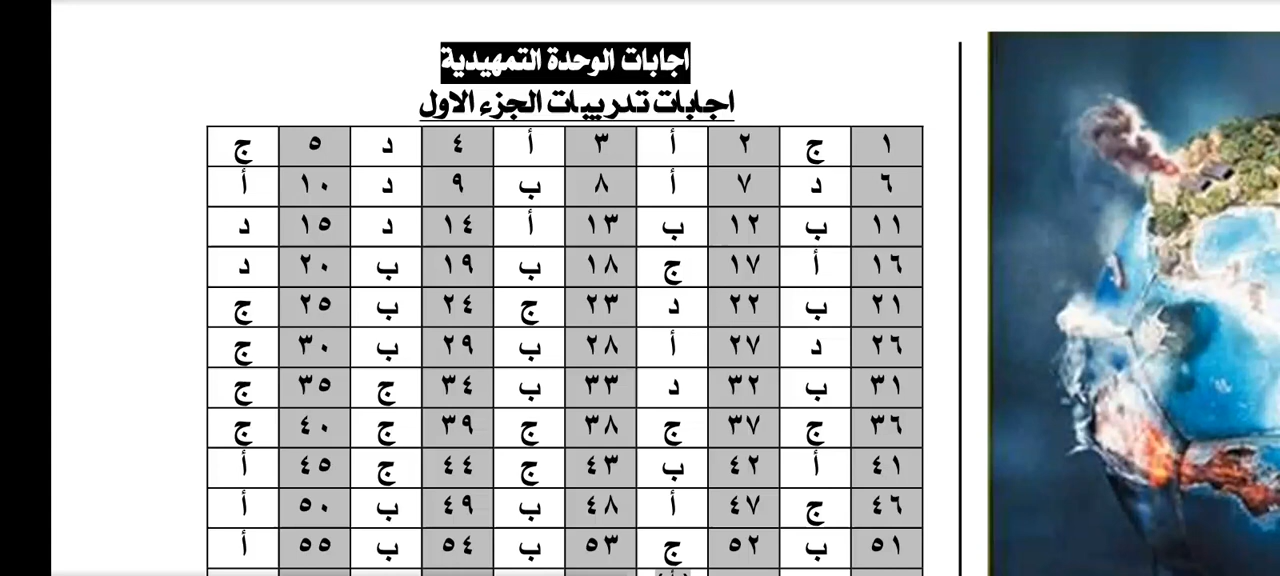 اجابات الوحدة التمهيدية
اجابات تدريبات الجزء الاول
١ ج ٢ أ ٣ أ ٤ د ٥ ج
٦ د ٧ أ ٨ ب ٩ د ١٠ أ
١١ ب ١٢ ب ١٣ أ ١٤ د ١٥ د
١٦ أ ١٧ ج ١٨ ب ١٩ ب ٢٠ د
٢١ ب ٢٢ د ٢٣ ج ٢٤ ب ٢٥ ج
٢٦ د ٢٧ أ ٢٨ ب ٢٩ ب ٣٠ ج
٣١ ب ٣٢ د ٣٣ ب ٣٤ ج ٣٥ ج
٣٦ ج ٣٧ ج ٣٨ ج ٣٩ ج ٤٠ ج
٤١ أ ٤٢ ب ٤٣ ج ٤٤ ج ٤٥ أ
٤٦ ج ٤٧ أ ٤٨ ب ٤٩ ب ٥٠ أ
٥١ ب ٥٢ ج ٥٣ ب ٥٤ ب ٥٥ أ